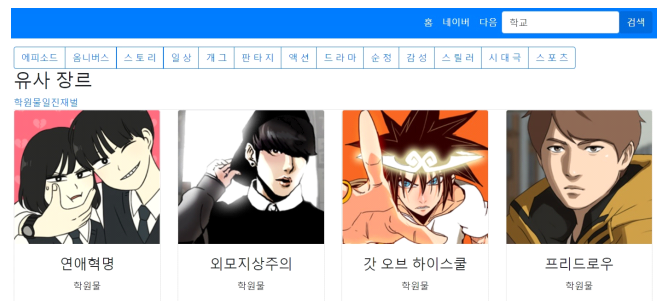 홈 네이버 다음 학교 검색
에피소드 옴니버스 스토리 일상 개그 판타지 액션 드라마 순정 감성 스릴러 시대극 스포츠
유사 장르
학원물일진재벌
연애혁명 외모지상주의 갓 오브 하이스쿨 프리드로우
학원물 학원물 학원물 학원물